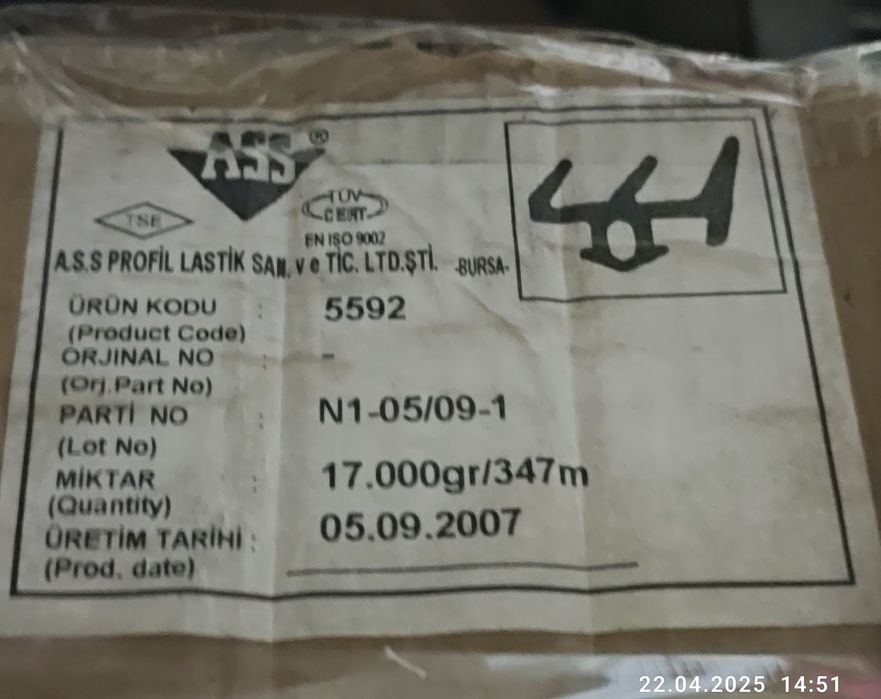 ASS ®
TSE
TÜV
CERT
EN ISO 9002
A.S.S PROFİL LASTİK SAN. ve TİC. LTD.ŞTİ. -BURSA-
ÜRÜN KODU : 5592
(Product Code)
ORJINAL NO : -
(Orj.Part No)
PARTİ NO : N1-05/09-1
(Lot No)
MİKTAR : 17.000gr/347m
(Quantity)
ÜRETİM TARİHİ : 05.09.2007
(Prod. date)
22.04.2025 14:51